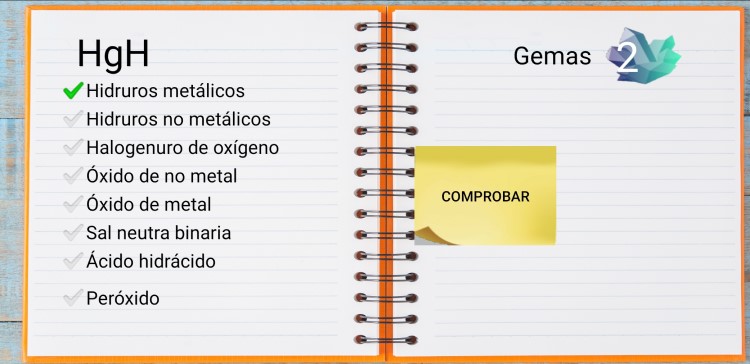 HgH
Hidruros metálicos
Hidruros no metálicos
Halogenuro de oxígeno
Óxido de no metal
Óxido de metal
Sal neutra binaria
Ácido hidrácido
Peróxido
Gemas 2
COMPROBAR